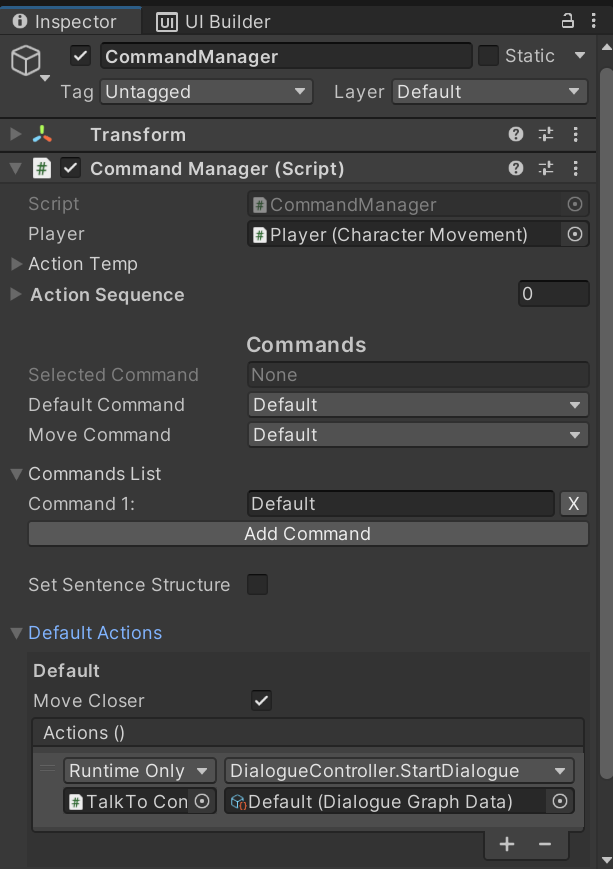 Inspector UI UI Builder
CommandManager Static
Tag Untagged Layer Default
Transform
# Command Manager (Script)
Script # CommandManager
Player # Player (Character Movement)
Action Temp
Action Sequence 0
Commands
Selected Command None
Default Command Default
Move Command Default
Commands List
Command 1: Default X
Add Command
Set Sentence Structure
Default Actions
Default
Move Closer
Actions ()
Runtime Only DialogueController.StartDialogue
# TalkTo Con Default (Dialogue Graph Data)
+ −